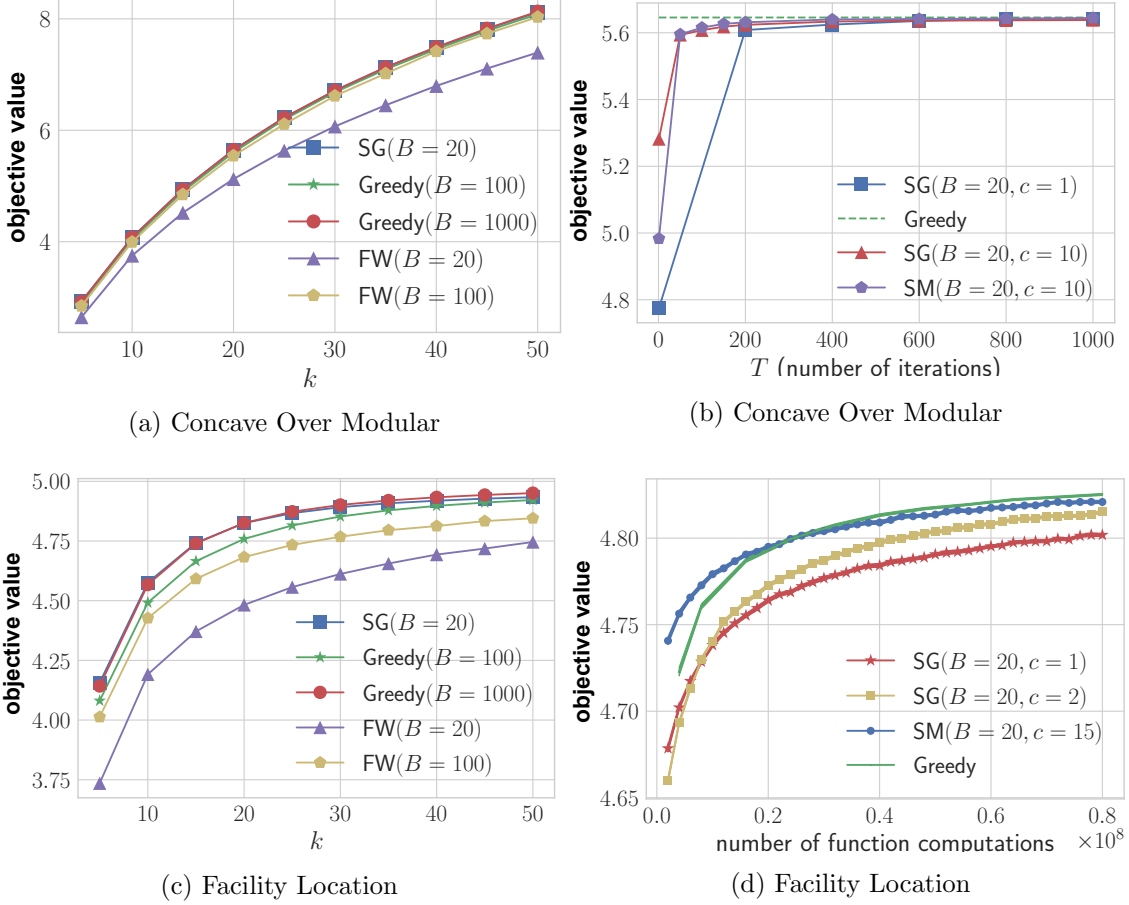 objective value
8
6
4
10 20 30 40 50
k
SG(B = 20)
Greedy(B = 100)
Greedy(B = 1000)
FW(B = 20)
FW(B = 100)
(a) Concave Over Modular
objective value
5.6
5.4
5.2
5.0
4.8
0 200 400 600 800 1000
T (number of iterations)
SG(B = 20, c = 1)
Greedy
SG(B = 20, c = 10)
SM(B = 20, c = 10)
(b) Concave Over Modular
objective value
5.00
4.75
4.50
4.25
4.00
3.75
10 20 30 40 50
k
SG(B = 20)
Greedy(B = 100)
Greedy(B = 1000)
FW(B = 20)
FW(B = 100)
(c) Facility Location
objective value
4.80
4.75
4.70
4.65
0.0 0.2 0.4 0.6 0.8
number of function computations ×10⁸
SG(B = 20, c = 1)
SG(B = 20, c = 2)
SM(B = 20, c = 15)
Greedy
(d) Facility Location